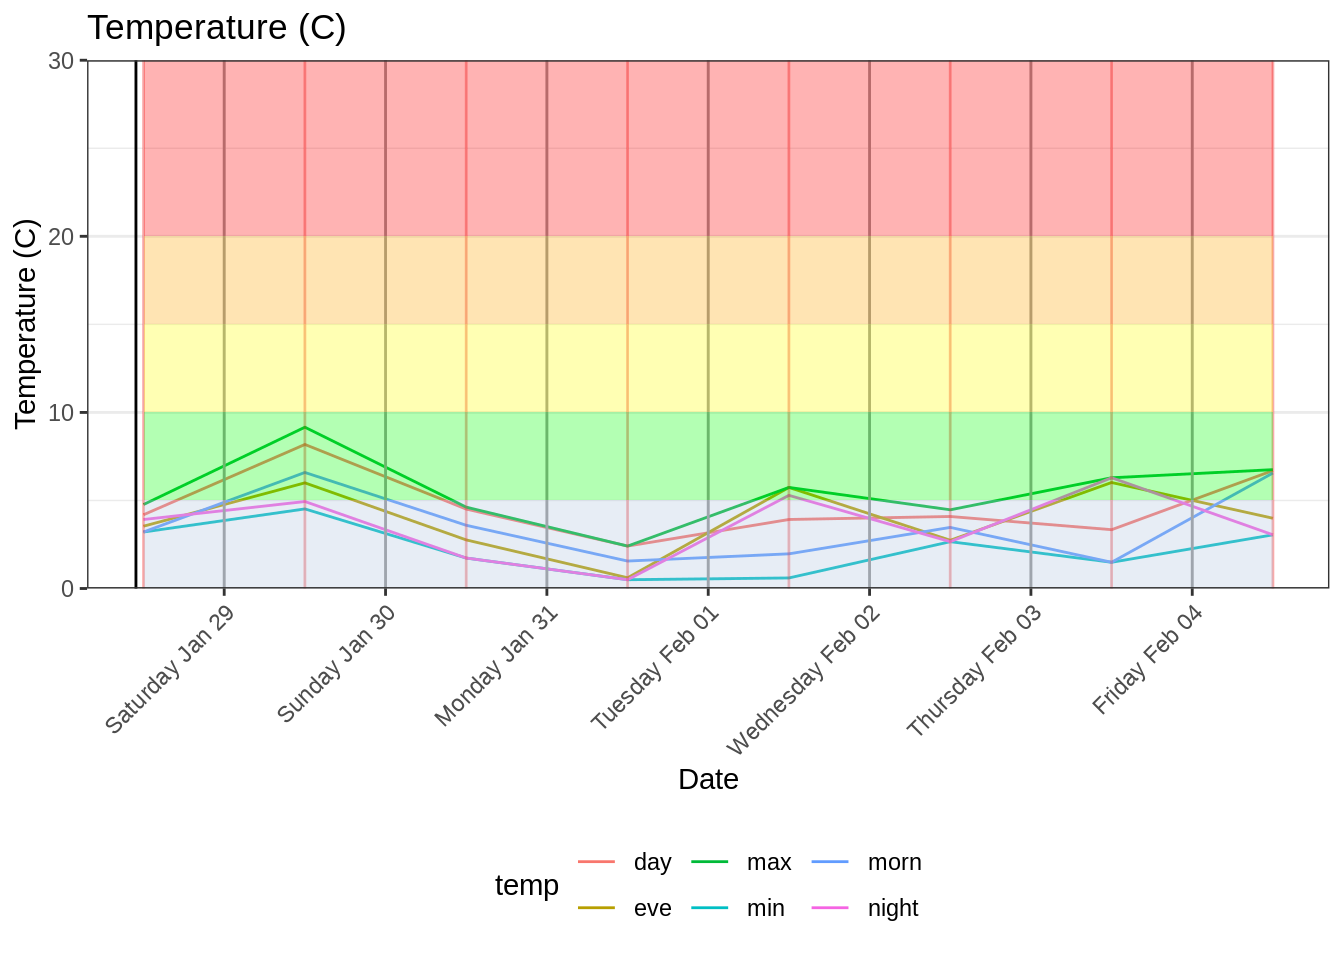 Temperature (C)
30
20
10
0
Temperature (C)
Saturday Jan 29
Sunday Jan 30
Monday Jan 31
Tuesday Feb 01
Wednesday Feb 02
Thursday Feb 03
Friday Feb 04
Date
temp
day
max
morn
eve
min
night